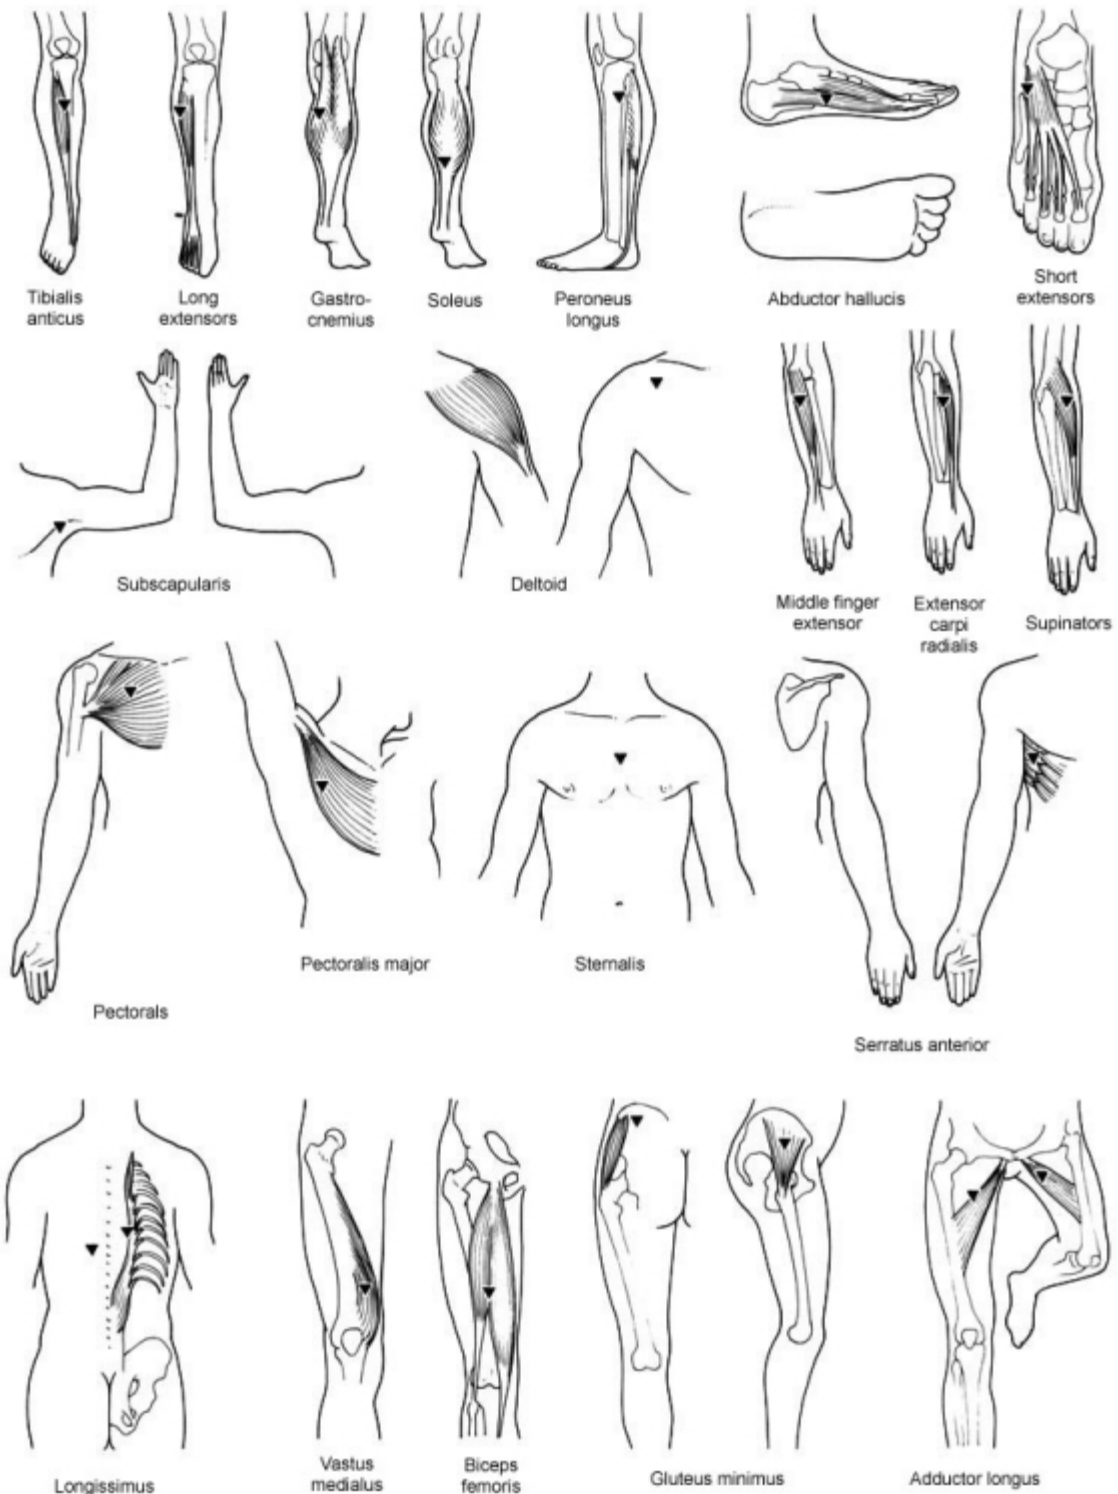 Tibialis
anticus
Long
extensors
Gastro-
cnemius
Soleus
Peroneus
longus
Abductor hallucis
Short
extensors
Subscapularis
Deltoid
Middle finger
extensor
Extensor
carpi
radialis
Supinators
Pectorals
Pectoralis major
Sternalis
Serratus anterior
Longissimus
Vastus
medialus
Biceps
femoris
Gluteus minimus
Adductor longus